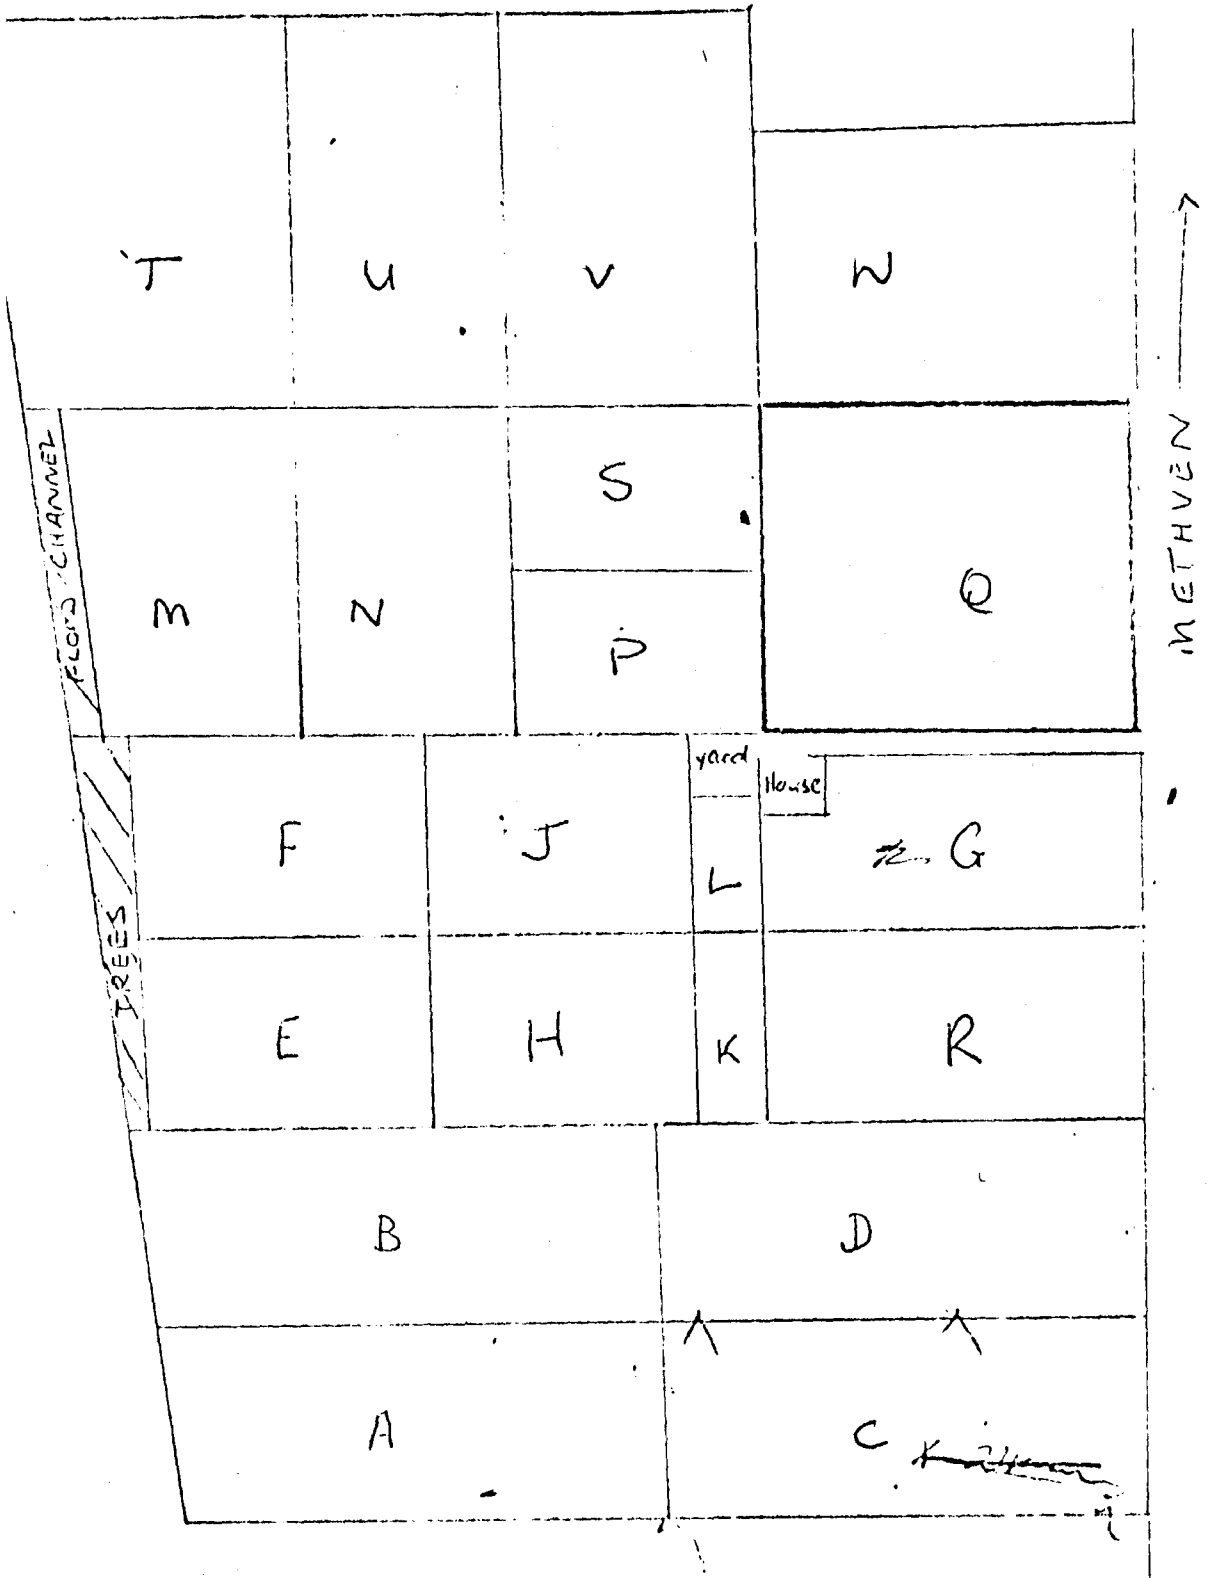 T U V W
FLOOD CHANNEL
S
METHVEN
M N P Q
yard
House
F J L G
TREES
E H K R
B D
A C